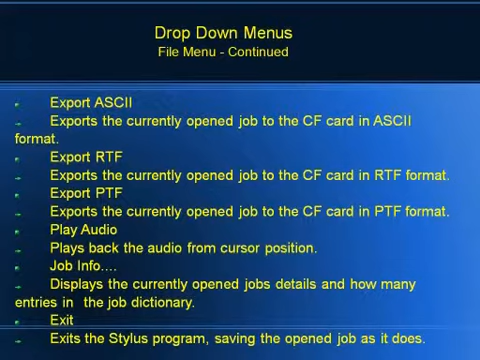 Drop Down Menus
File Menu - Continued
Export ASCII
Exports the currently opened job to the CF card in ASCII
format.
Export RTF
Exports the currently opened job to the CF card in RTF format.
Export PTF
Exports the currently opened job to the CF card in PTF format.
Play Audio
Plays back the audio from cursor position.
Job Info....
Displays the currently opened jobs details and how many
entries in the job dictionary.
Exit
Exits the Stylus program, saving the opened job as it does.